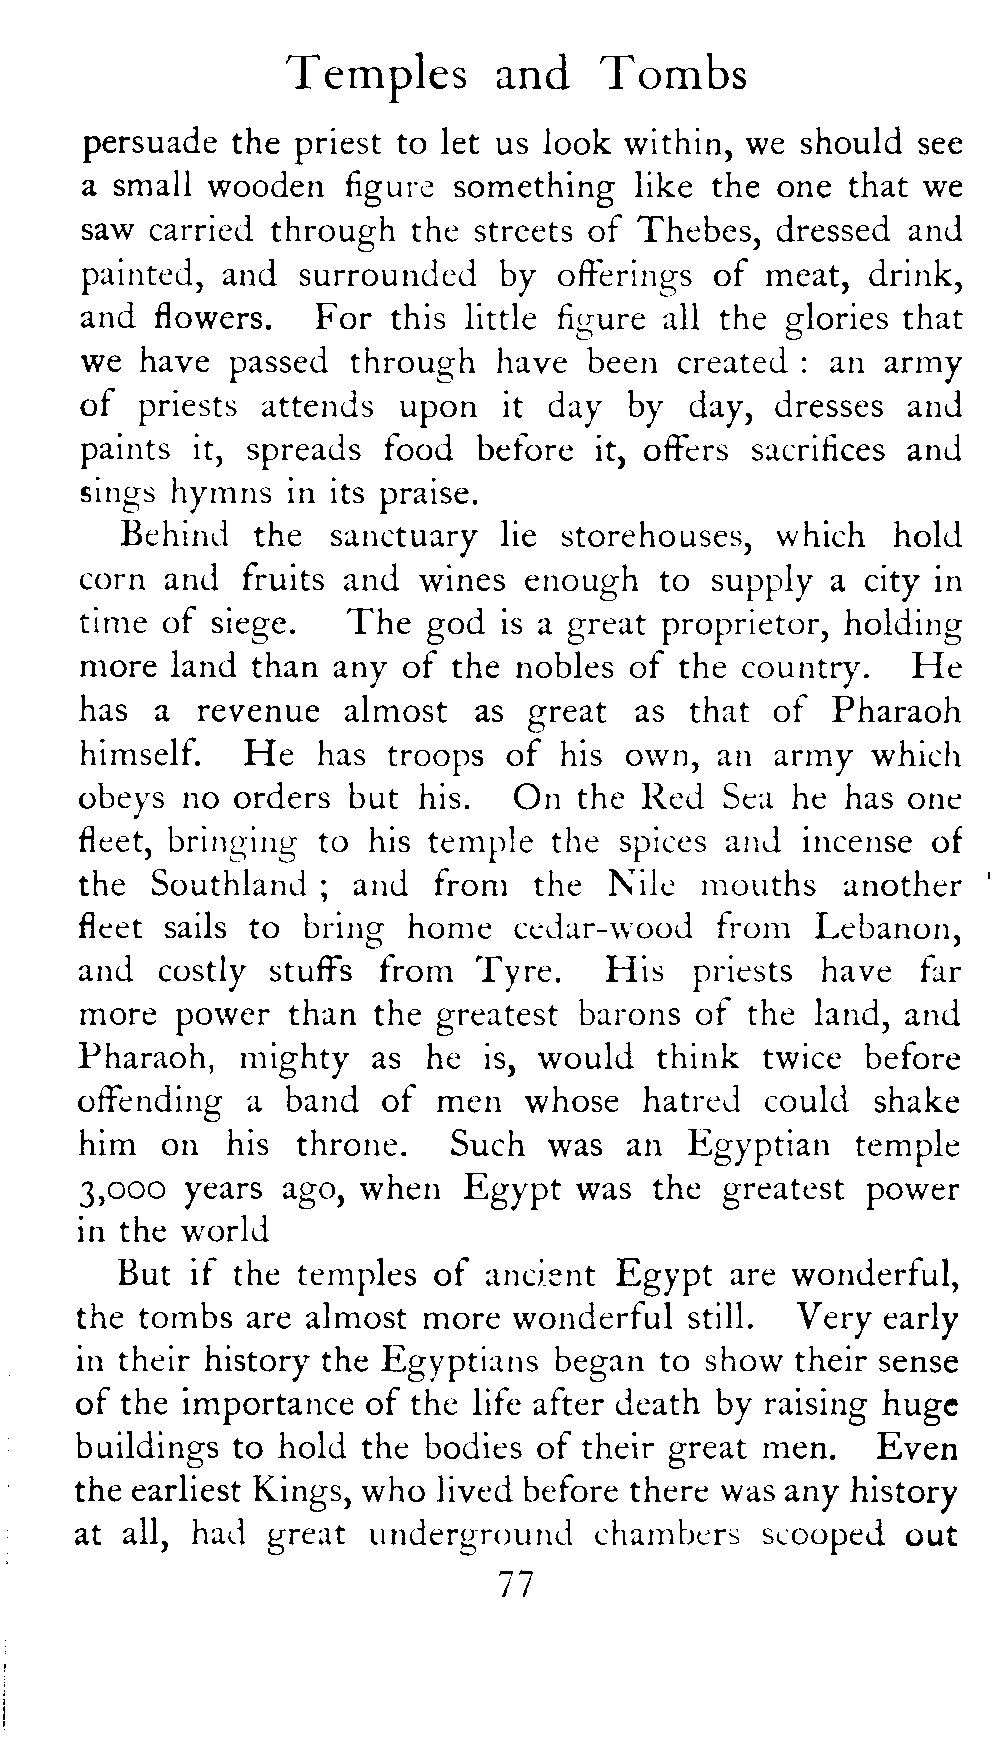 Temples and Tombs
persuade the priest to let us look within, we should see
a small wooden figure something like the one that we
saw carried through the streets of Thebes, dressed and
painted, and surrounded by offerings of meat, drink,
and flowers. For this little figure all the glories that
we have passed through have been created : an army
of priests attends upon it day by day, dresses and
paints it, spreads food before it, offers sacrifices and
sings hymns in its praise.
Behind the sanctuary lie storehouses, which hold
corn and fruits and wines enough to supply a city in
time of siege. The god is a great proprietor, holding
more land than any of the nobles of the country. He
has a revenue almost as great as that of Pharaoh
himself. He has troops of his own, an army which
obeys no orders but his. On the Red Sea he has one
fleet, bringing to his temple the spices and incense of
the Southland ; and from the Nile mouths another
fleet sails to bring home cedar-wood from Lebanon,
and costly stuffs from Tyre. His priests have far
more power than the greatest barons of the land, and
Pharaoh, mighty as he is, would think twice before
offending a band of men whose hatred could shake
him on his throne. Such was an Egyptian temple
3,000 years ago, when Egypt was the greatest power
in the world
But if the temples of ancient Egypt are wonderful,
the tombs are almost more wonderful still. Very early
in their history the Egyptians began to show their sense
of the importance of the life after death by raising huge
buildings to hold the bodies of their great men. Even
the earliest Kings, who lived before there was any history
at all, had great underground chambers scooped out
77